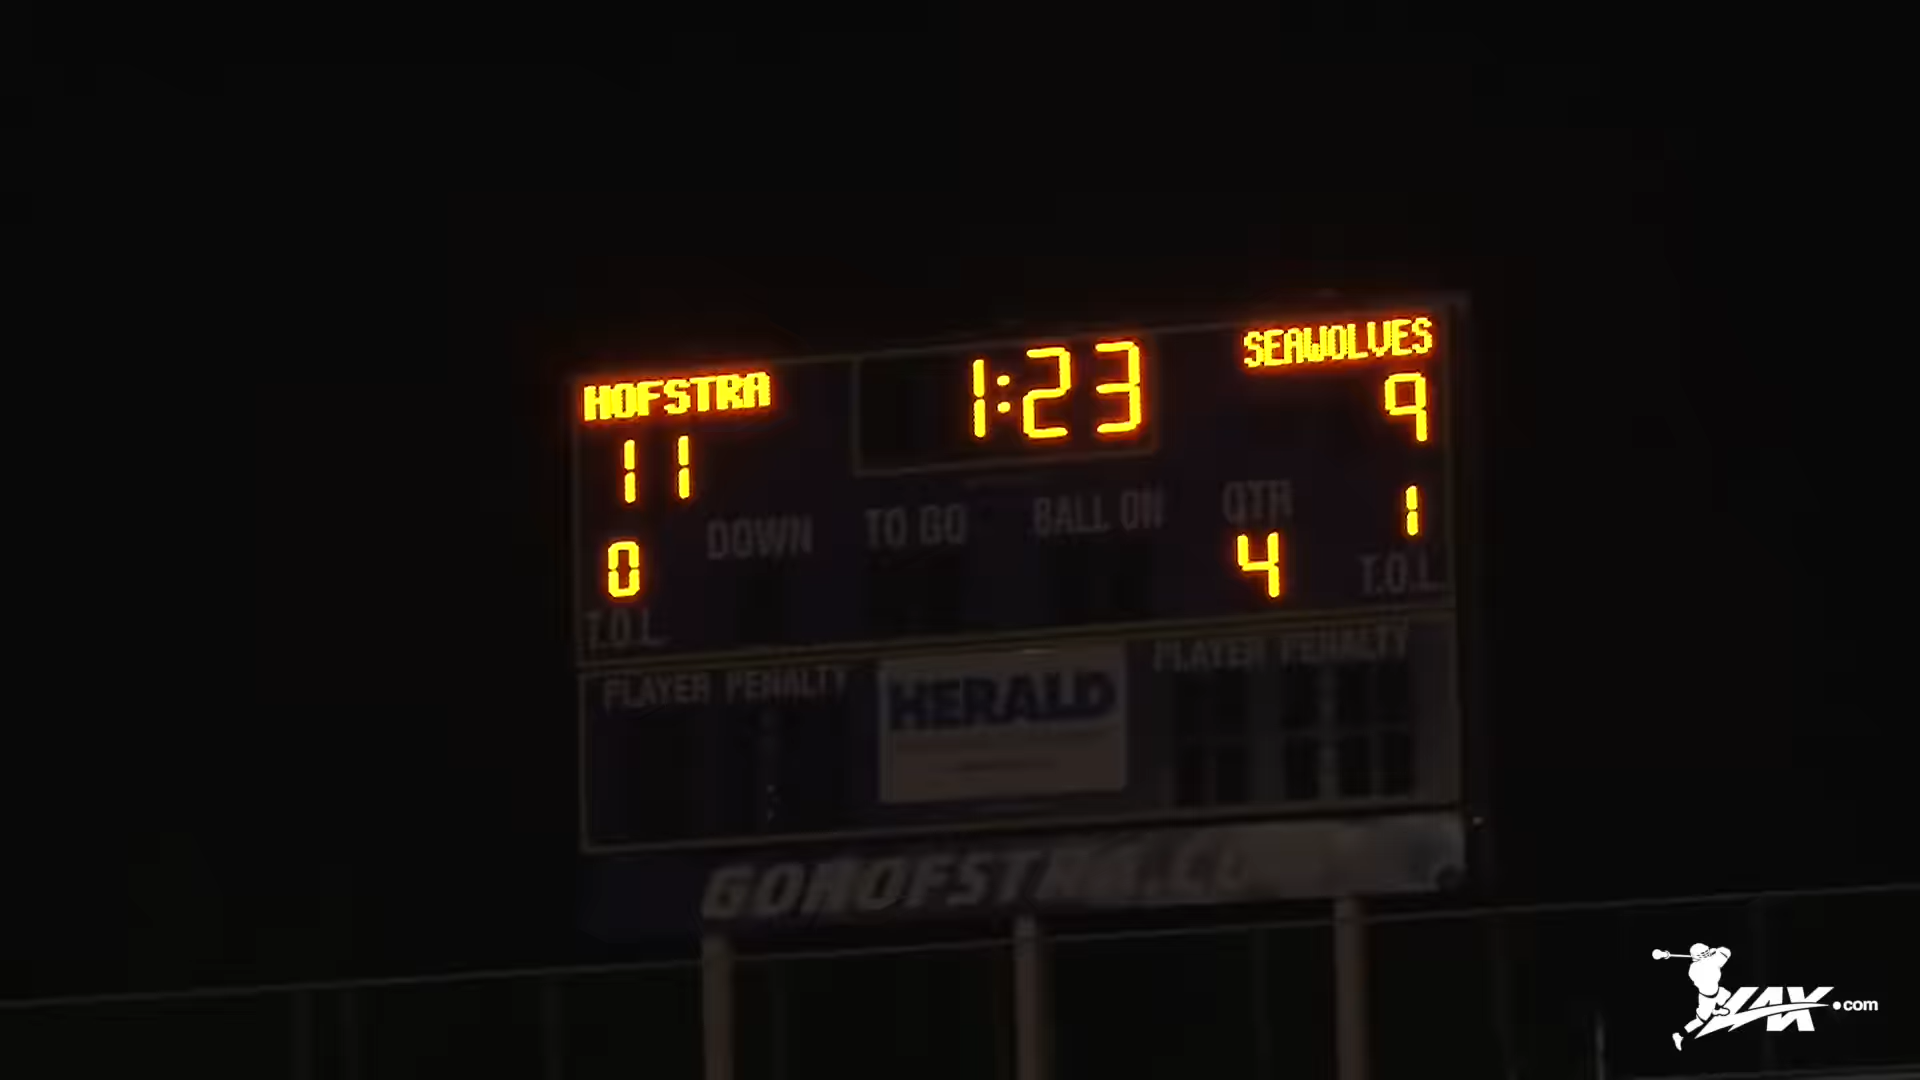 HOFSTRA 1:23 SEAWOLVES
11 9
DOWN TO GO BALL ON QTR 1
0 4
T.O.L. T.O.L.
PLAYER PENALTY HERALD PLAYER PENALTY
GOHOFSTRA.CO
LAX.com